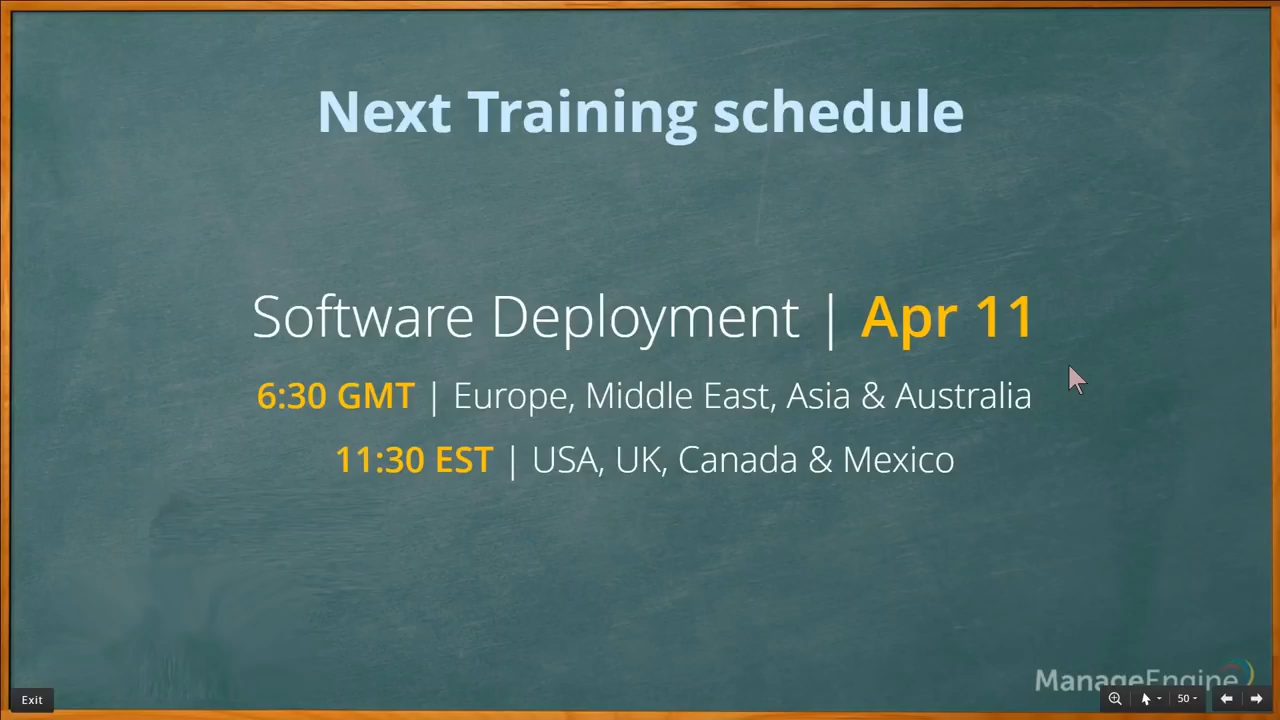 Next Training schedule
Software Deployment | Apr 11
6:30 GMT | Europe, Middle East, Asia & Australia
11:30 EST | USA, UK, Canada & Mexico
ManageEngine
Exit
50